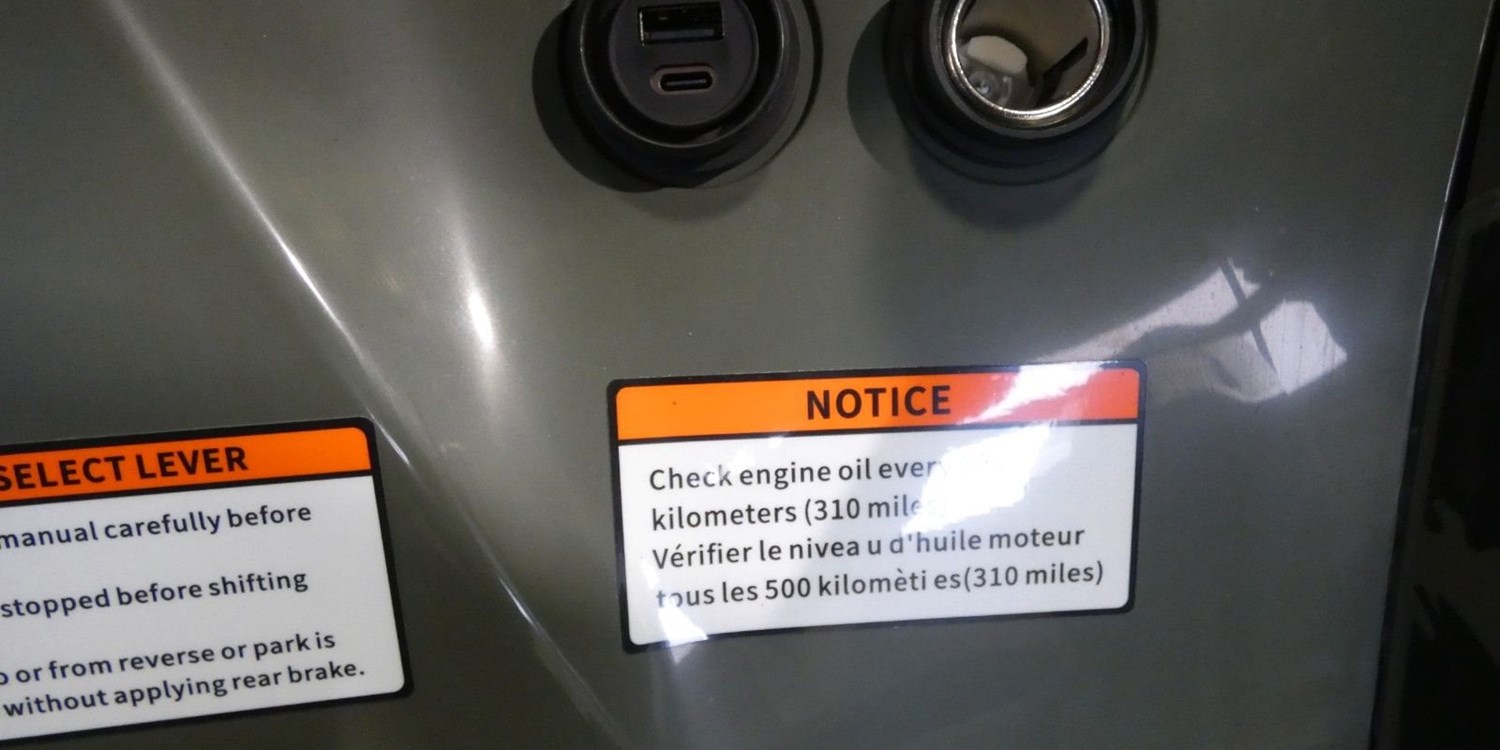 SELECT LEVER
manual carefully before
stopped before shifting
or from reverse or park is
without applying rear brake.
NOTICE
Check engine oil every
kilometers (310 miles)
Vérifier le nivea u d'huile moteur
tous les 500 kilomèti es(310 miles)